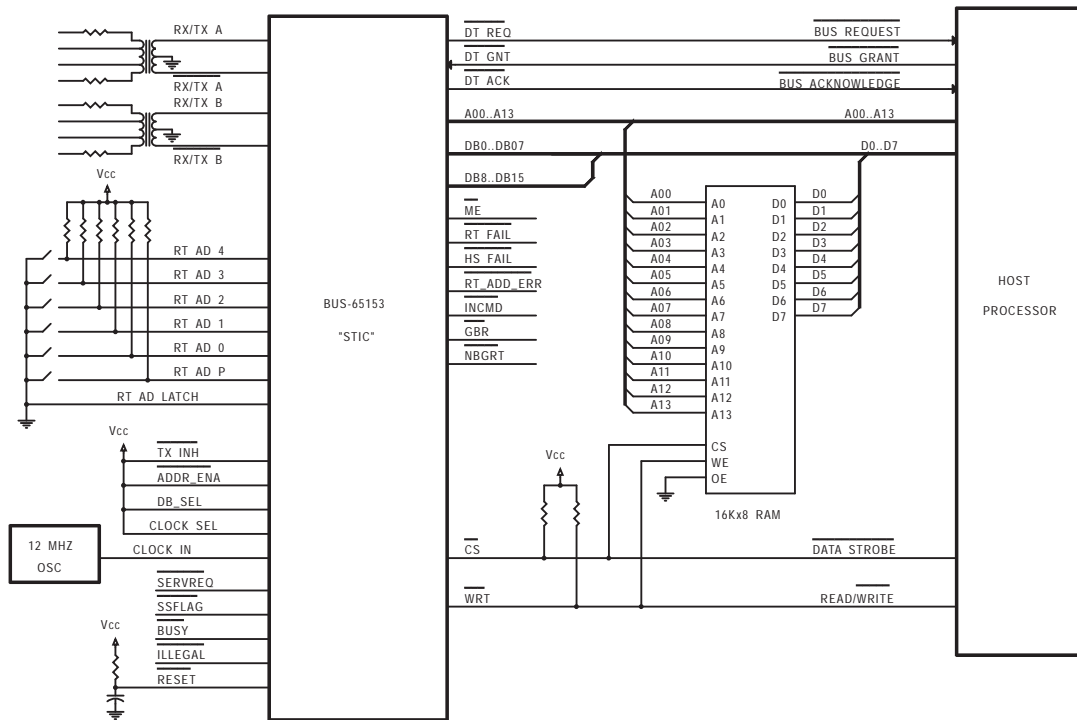 RX/TX A
RX/TX A
RX/TX B
RX/TX B
Vcc
RT AD 4
RT AD 3
RT AD 2
RT AD 1
RT AD 0
RT AD P
RT AD LATCH
Vcc
TX INH
ADDR_ENA
DB_SEL
CLOCK SEL
12 MHZ
OSC
CLOCK IN
SERVREQ
SSFLAG
Vcc
BUSY
ILLEGAL
RESET
BUS-65153
"STIC"
DT REQ
DT GNT
DT ACK
A00..A13
DB0..DB07
DB8..DB15
ME
RT FAIL
HS FAIL
RT_ADD_ERR
INCMD
GBR
NBGRT
CS
WRT
Vcc
BUS REQUEST
BUS GRANT
BUS ACKNOWLEDGE
A00..A13
D0..D7
A00 A0 D0 D0
A01 A1 D1 D1
A02 A2 D2 D2
A03 A3 D3 D3
A04 A4 D4 D4
A05 A5 D5 D5
A06 A6 D6 D6
A07 A7 D7 D7
A08 A8
A09 A9
A10 A10
A11 A11
A12 A12
A13 A13
CS
WE
OE
16Kx8 RAM
DATA STROBE
READ/WRITE
HOST
PROCESSOR